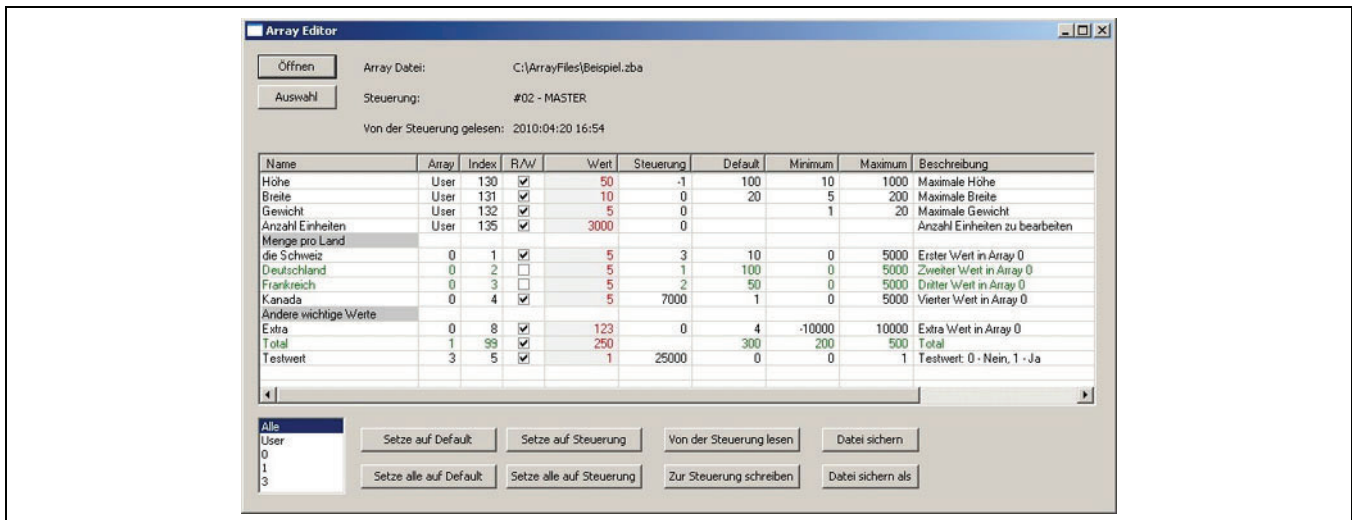 Array Editor
Öffnen Array Datei: C:\ArrayFiles\Beispiel.zba
Auswahl Steuerung: #02 - MASTER
Von der Steuerung gelesen: 2010:04:20 16:54
Name Array Index R/W Wert Steuerung Default Minimum Maximum Beschreibung
Höhe User 130 50 -1 100 10 1000 Maximale Höhe
Breite User 131 10 0 20 5 200 Maximale Breite
Gewicht User 132 5 0 1 20 Maximale Gewicht
Anzahl Einheiten User 135 3000 0 Anzahl Einheiten zu bearbeiten
Menge pro Land
die Schweiz 0 1 5 3 10 0 5000 Erster Wert in Array 0
Deutschland 0 2 5 1 100 0 5000 Zweiter Wert in Array 0
Frankreich 0 3 5 2 50 0 5000 Dritter Wert in Array 0
Kanada 0 4 5 7000 1 0 5000 Vierter Wert in Array 0
Andere wichtige Werte
Extra 0 8 123 0 4 -10000 10000 Extra Wert in Array 0
Total 1 99 250 300 200 500 Total
Testwert 3 5 1 25000 0 0 1 Testwert: 0 - Nein, 1 - Ja
Alle
User
0
1
3
Setze auf Default Setze auf Steuerung Von der Steuerung lesen Datei sichern
Setze alle auf Default Setze alle auf Steuerung Zur Steuerung schreiben Datei sichern als